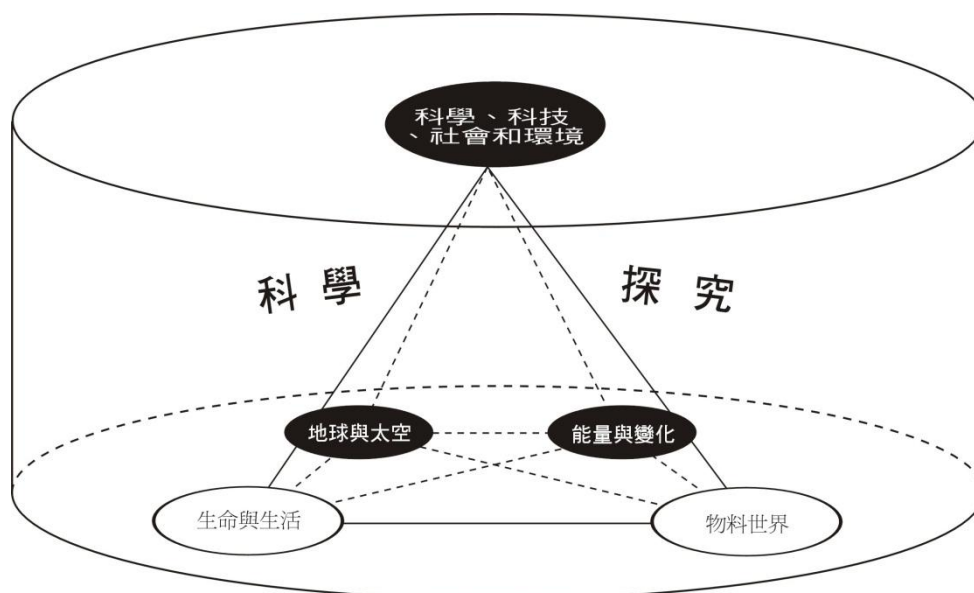 科學、科技
、社會和環境
科學 探究
地球與太空 能量與變化
生命與生活 物料世界